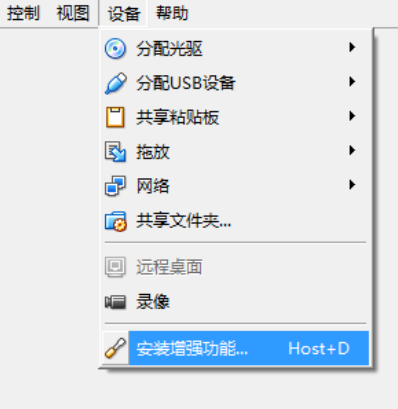 控制 视图 设备 帮助
分配光驱
分配USB设备
共享粘贴板
拖放
网络
共享文件夹...
远程桌面
录像
安装增强功能... Host+D